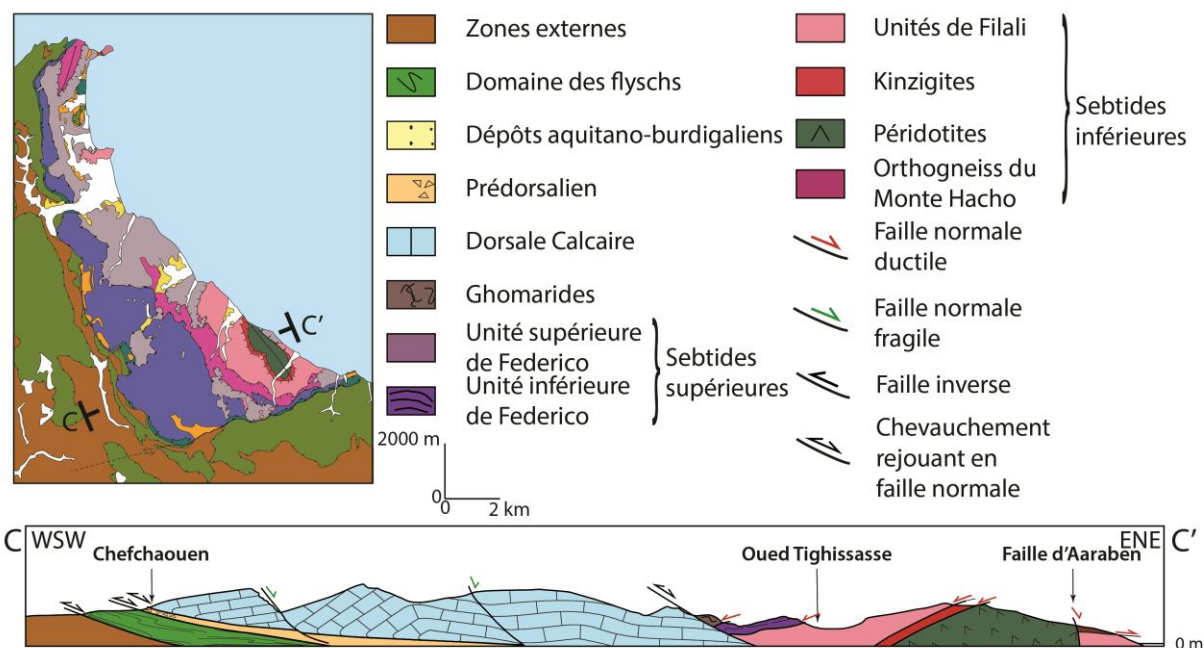 Zones externes
Domaine des flyschs
Dépôts aquitano-burdigaliens
Prédorsalien
Dorsale Calcaire
Ghomarides
Unité supérieure
de Federico
Unité inférieure
de Federico
Sebtides
supérieures
Unités de Filali
Kinzigites
Péridotites
Orthogneiss du
Monte Hacho
Sebtides
inférieures
Faille normale
ductile
Faille normale
fragile
Faille inverse
Chevauchement
rejouant en
faille normale
C'
C
2000 m
0
0 2 km
C WSW ENE C'
Chefchaouen Oued Tighissasse Faille d'Aaraben
0 m